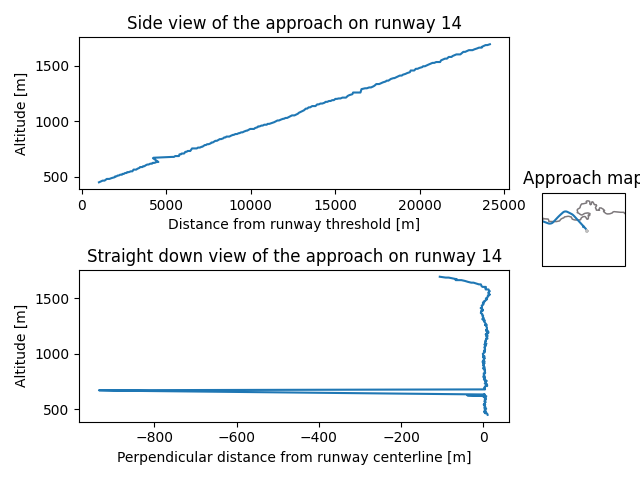 Side view of the approach on runway 14
Altitude [m]
1500
1000
500
0 5000 10000 15000 20000 25000
Distance from runway threshold [m]
Approach map
Straight down view of the approach on runway 14
Altitude [m]
1500
1000
500
−800 −600 −400 −200 0
Perpendicular distance from runway centerline [m]